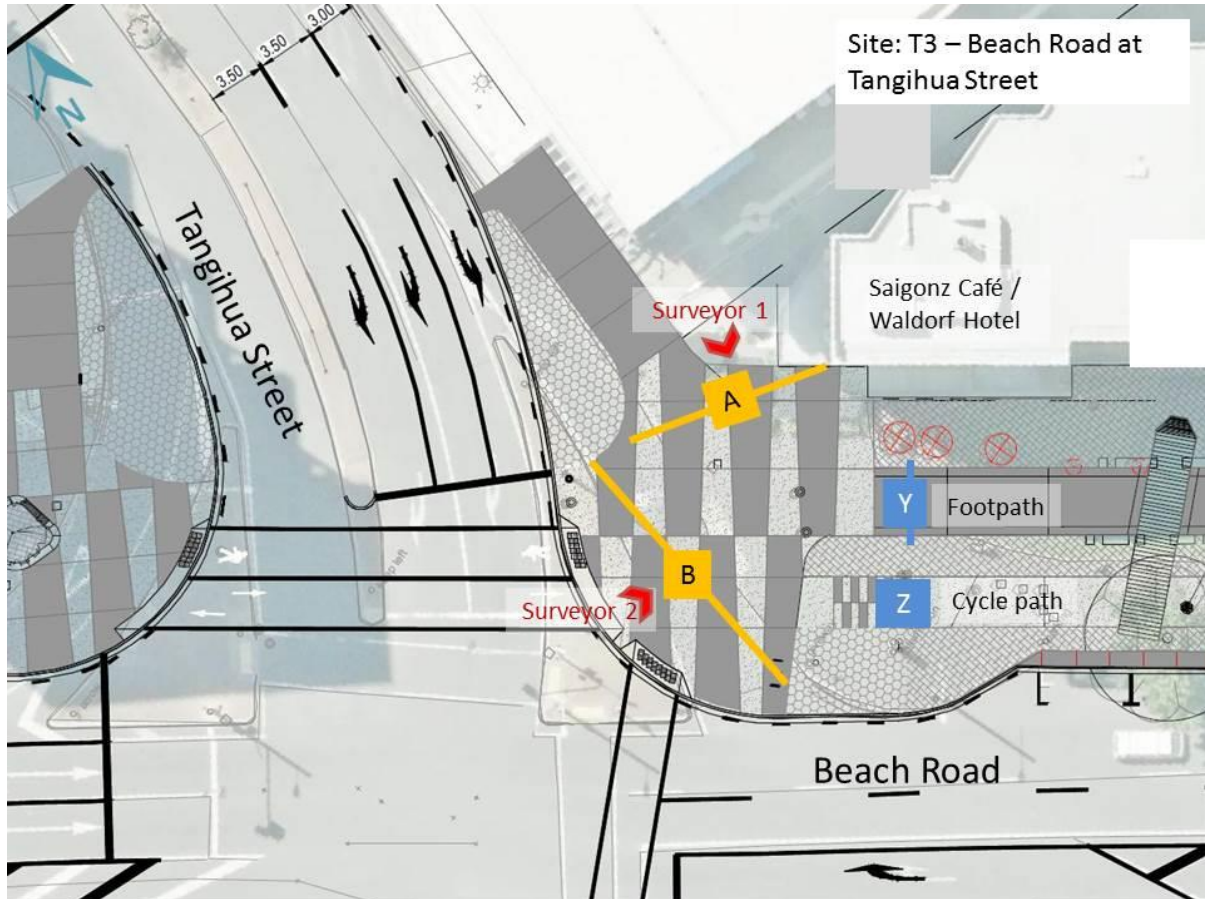 Site: T3 – Beach Road at
Tangihua Street
3.50
3.50
3.00
N
Tangihua Street
Surveyor 1
Saigonz Café /
Waldorf Hotel
A
Y
Footpath
B
Surveyor 2
Z
Cycle path
Beach Road